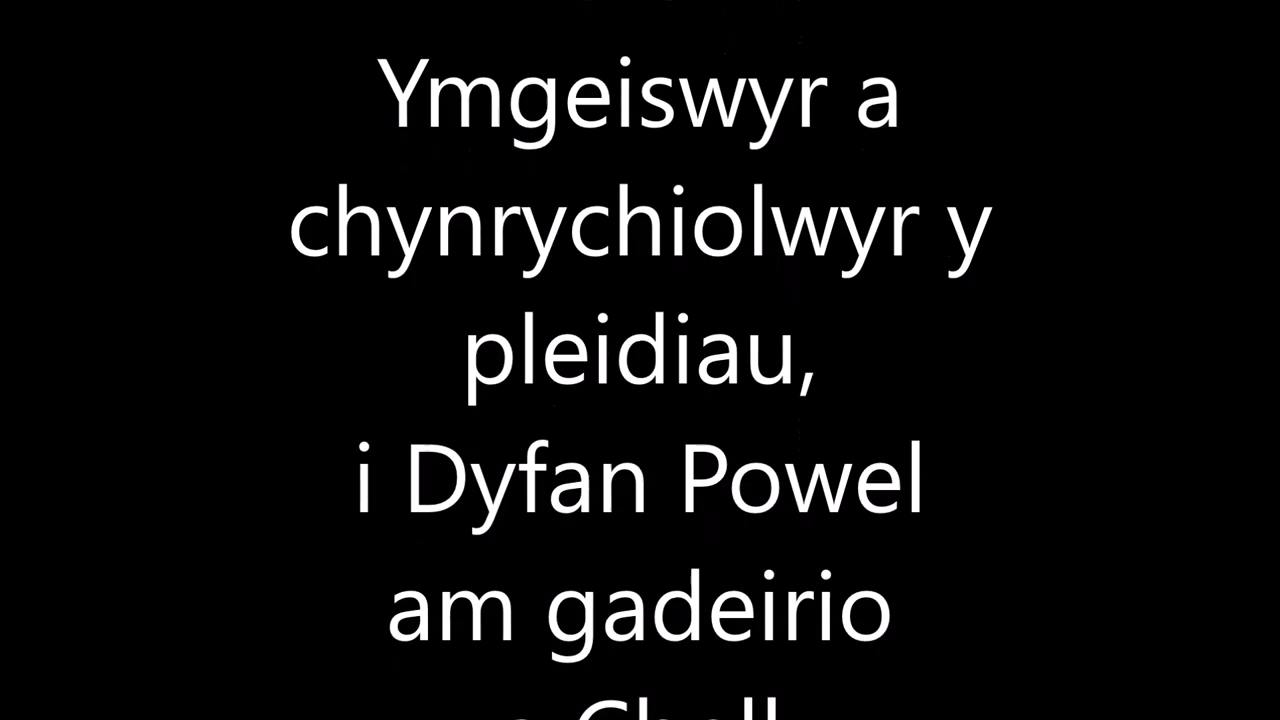 Ymgeiswyr a
chynrychiolwyr y
pleidiau,
i Dyfan Powel
am gadeirio